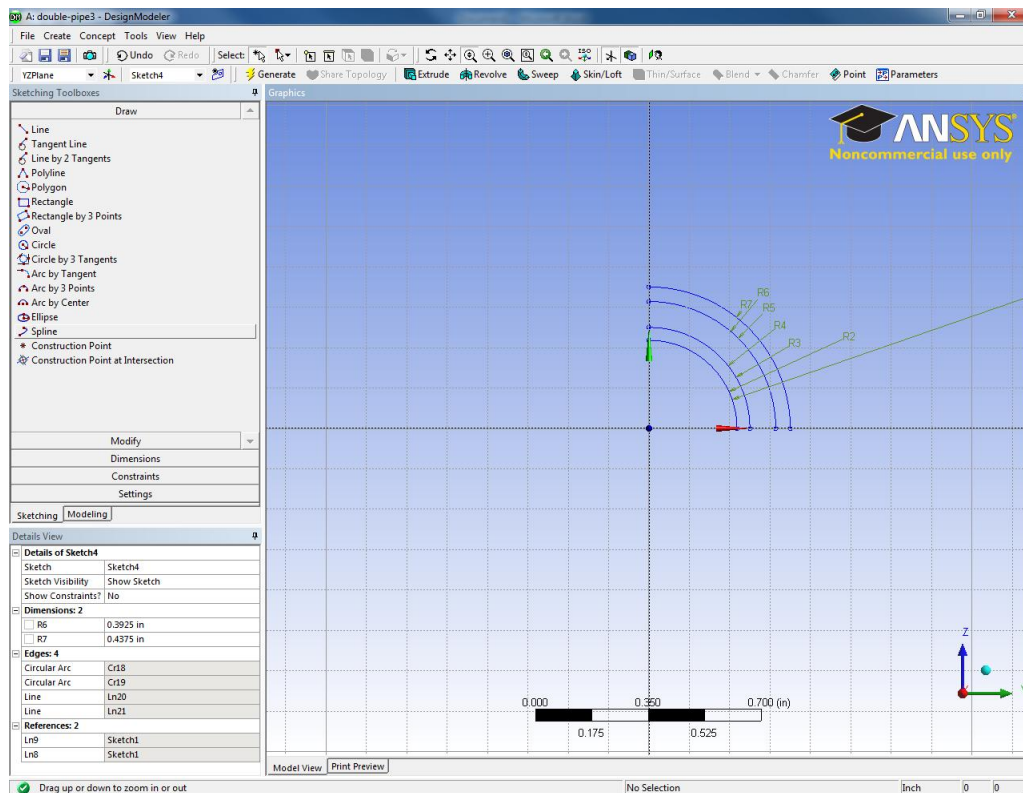 A: double-pipe3 - DesignModeler
File Create Concept Tools View Help
Undo Redo Select:
ISO
YZPlane Sketch4 Generate Share Topology Extrude Revolve Sweep Skin/Loft Thin/Surface Blend Chamfer Point Parameters
Sketching Toolboxes
Draw
Line
Tangent Line
Line by 2 Tangents
Polyline
Polygon
Rectangle
Rectangle by 3 Points
Oval
Circle
Circle by 3 Tangents
Arc by Tangent
Arc by 3 Points
Arc by Center
Ellipse
Spline
Construction Point
Construction Point at Intersection
Modify
Dimensions
Constraints
Settings
Sketching Modeling
Details View
Details of Sketch4
Sketch Sketch4
Sketch Visibility Show Sketch
Show Constraints? No
Dimensions: 2
R6 0.3925 in
R7 0.4375 in
Edges: 4
Circular Arc Cr18
Circular Arc Cr19
Line Ln20
Line Ln21
References: 2
Ln9 Sketch1
Ln8 Sketch1
Graphics
ANSYS
Noncommercial use only
R6
R7
R5
R4
R2
R3
Z
0.000 0.350 0.700 (in)
0.175 0.525
Model View Print Preview
Drag up or down to zoom in or out No Selection Inch 0 0